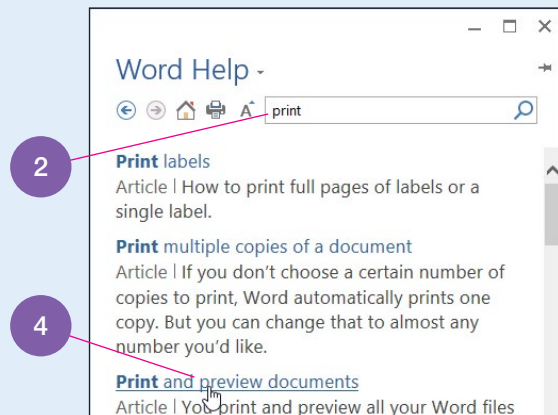 Word Help
print
2
Print labels
Article | How to print full pages of labels or a
single label.
Print multiple copies of a document
Article | If you don't choose a certain number of
copies to print, Word automatically prints one
copy. But you can change that to almost any
number you'd like.
4
Print and preview documents
Article | You print and preview all your Word files